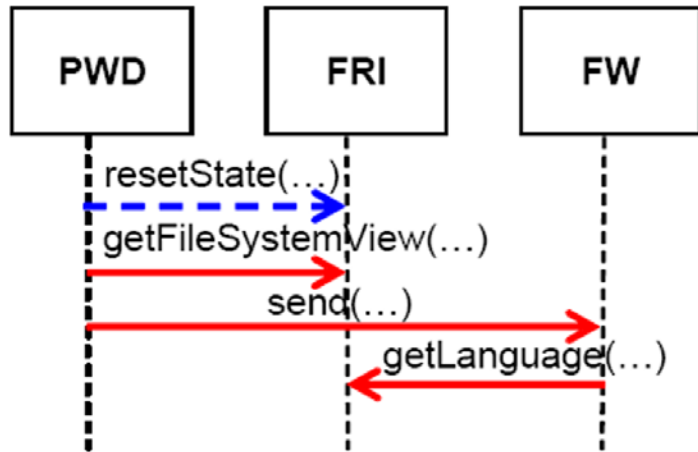 PWD FRI FW
resetState(...)
getFileSystemView(...)
send(...)
getLanguage(...)